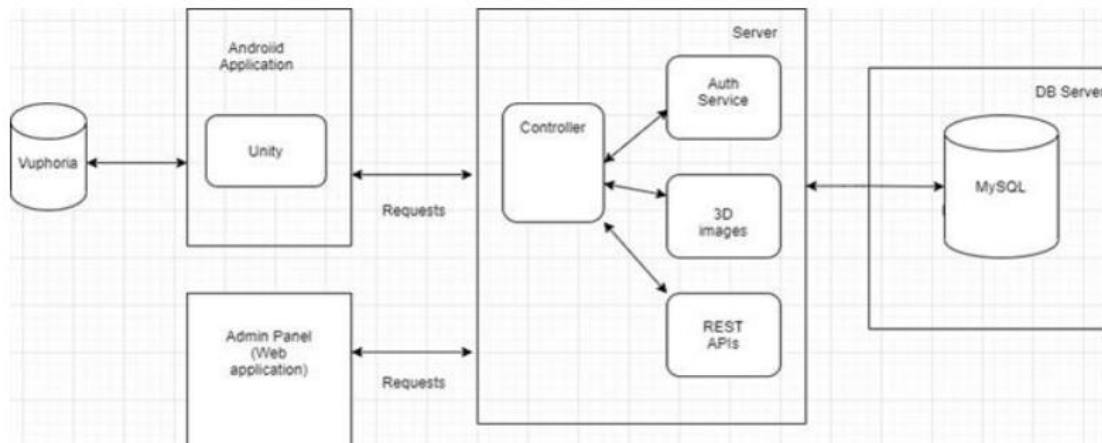 Androiid
Application
Vuphoria
Unity
Requests
Admin Panel
(Web
application)
Requests
Server
Controller
Auth
Service
3D
images
REST
APIs
DB Server
MySQL